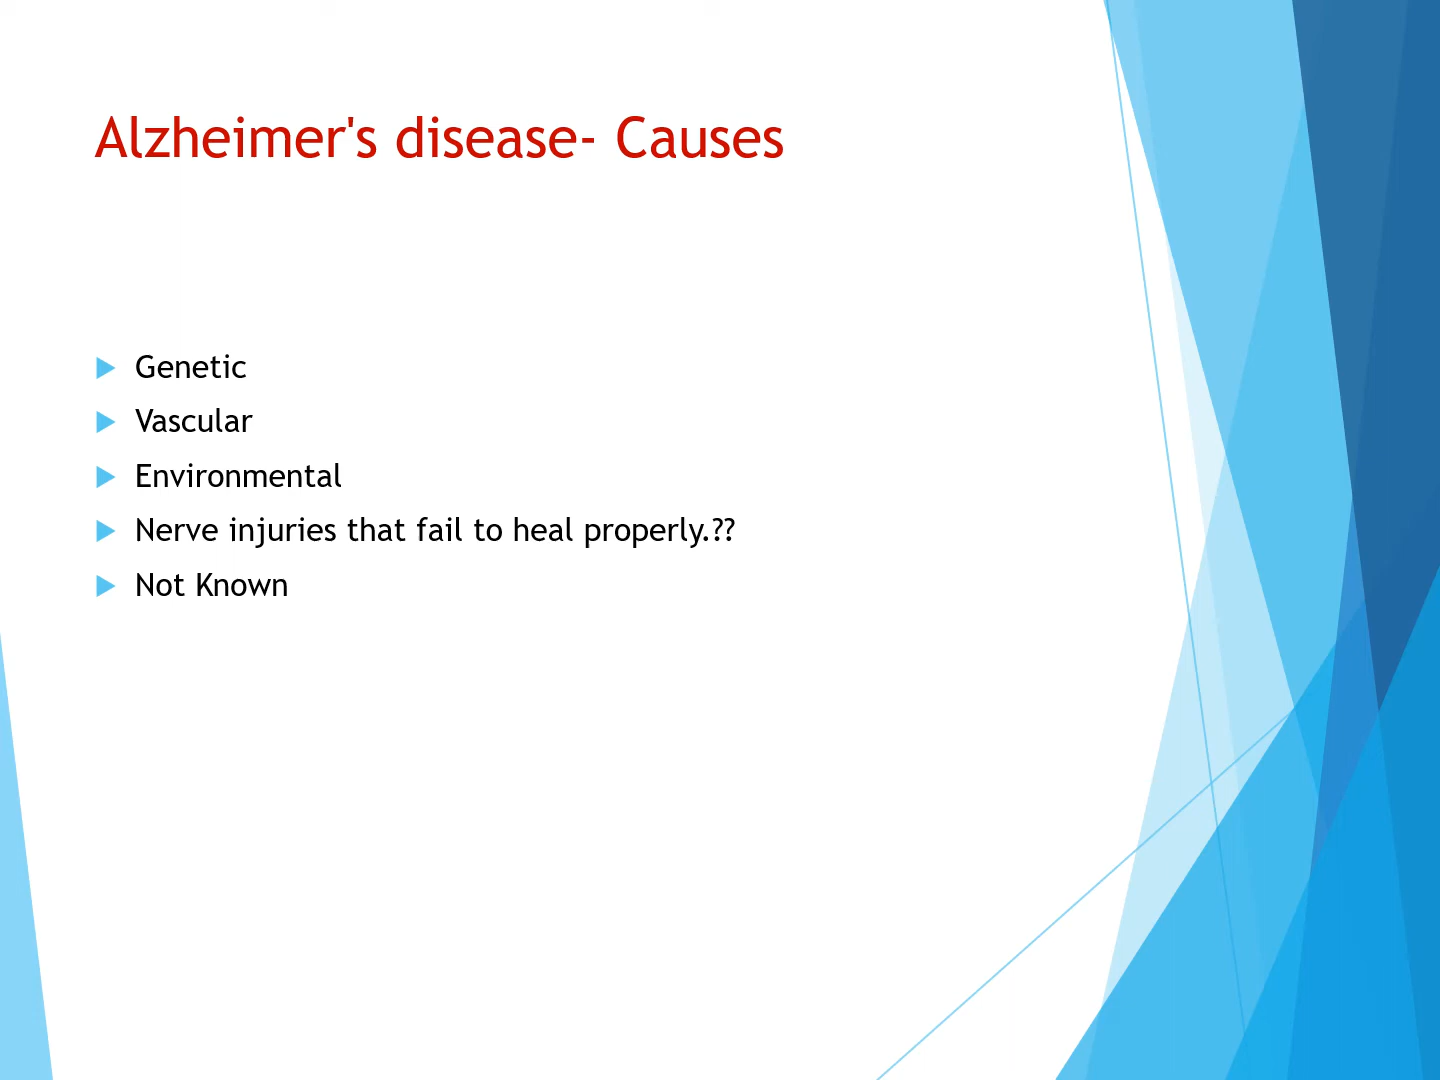 Alzheimer's disease- Causes
Genetic
Vascular
Environmental
Nerve injuries that fail to heal properly.??
Not Known